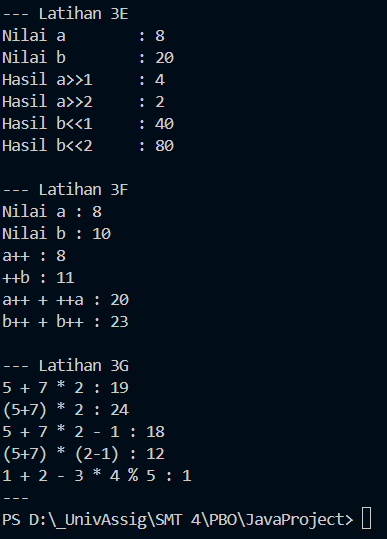 --- Latihan 3E
Nilai a        : 8
Nilai b        : 20
Hasil a>>1     : 4
Hasil a>>2     : 2
Hasil b<<1     : 40
Hasil b<<2     : 80

--- Latihan 3F
Nilai a : 8
Nilai b : 10
a++ : 8
++b : 11
a++ + ++a : 20
b++ + b++ : 23

--- Latihan 3G
5 + 7 * 2 : 19
(5+7) * 2 : 24
5 + 7 * 2 - 1 : 18
(5+7) * (2-1) : 12
1 + 2 - 3 * 4 % 5 : 1
---
PS D:\_UnivAssig\SMT 4\PBO\JavaProject>